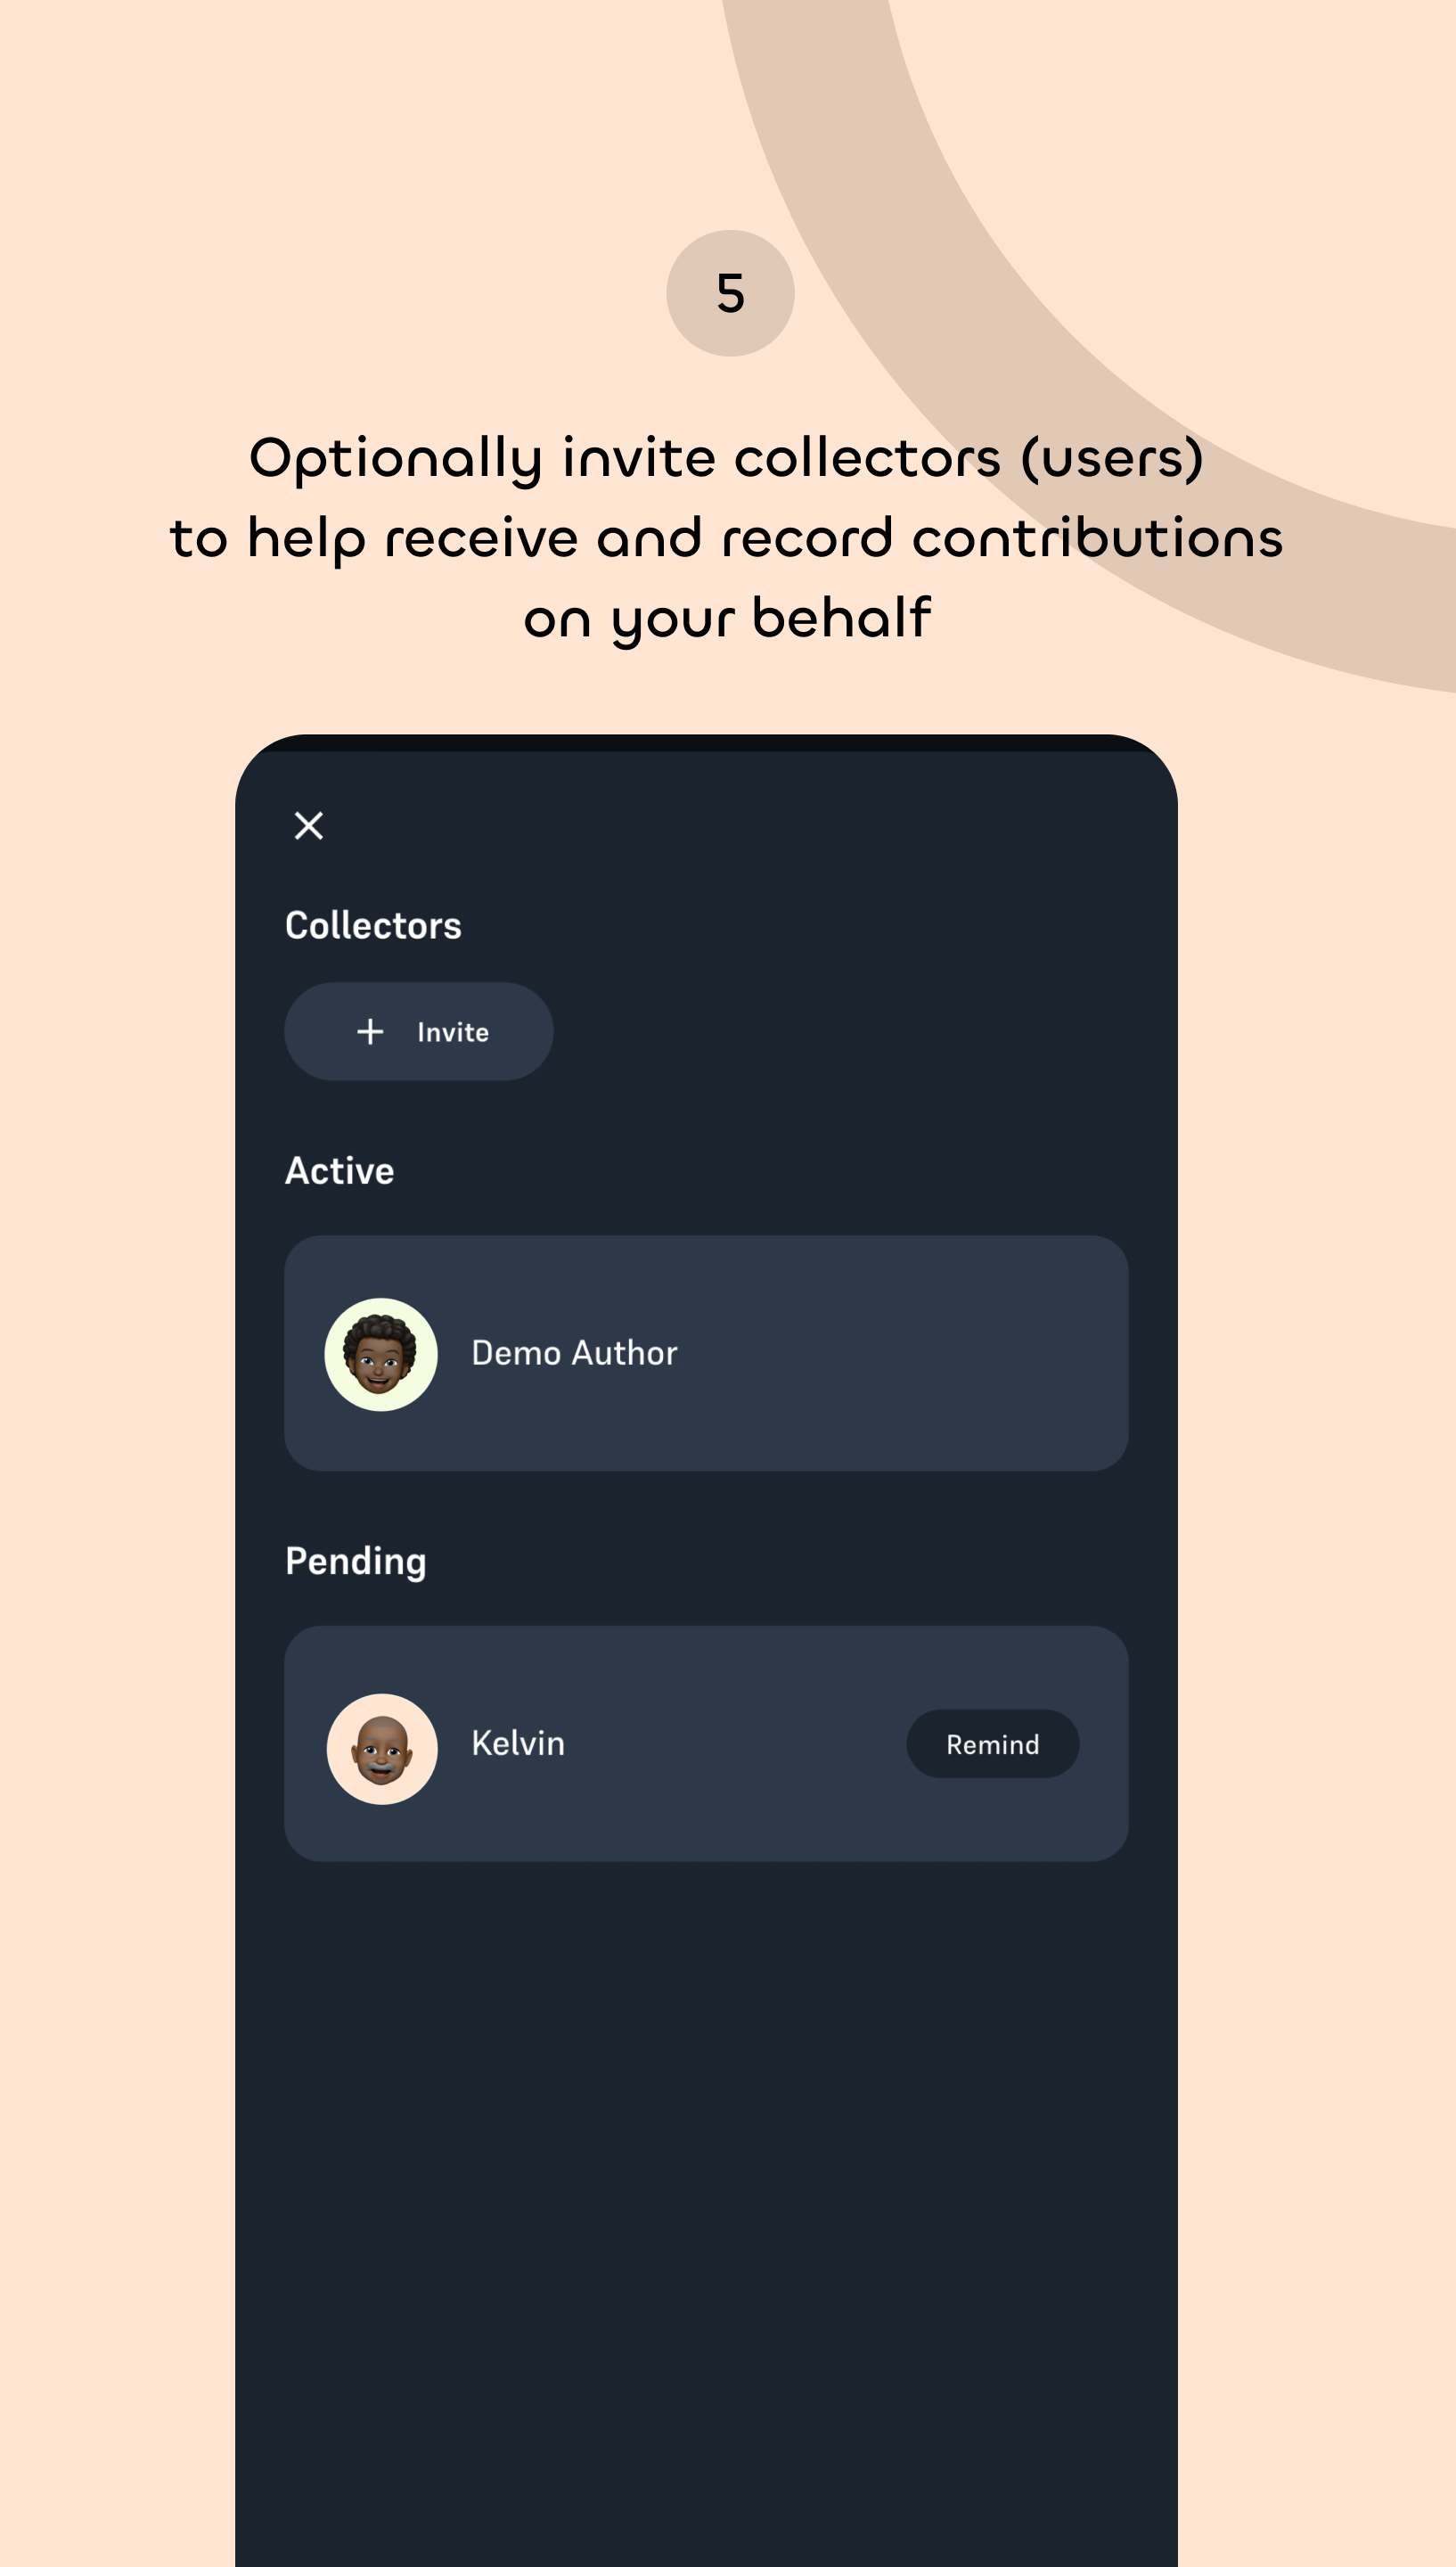 5
Optionally invite collectors (users)
to help receive and record contributions
on your behalf
Collectors
Invite
Active
Demo Author
Pending
Kelvin
Remind